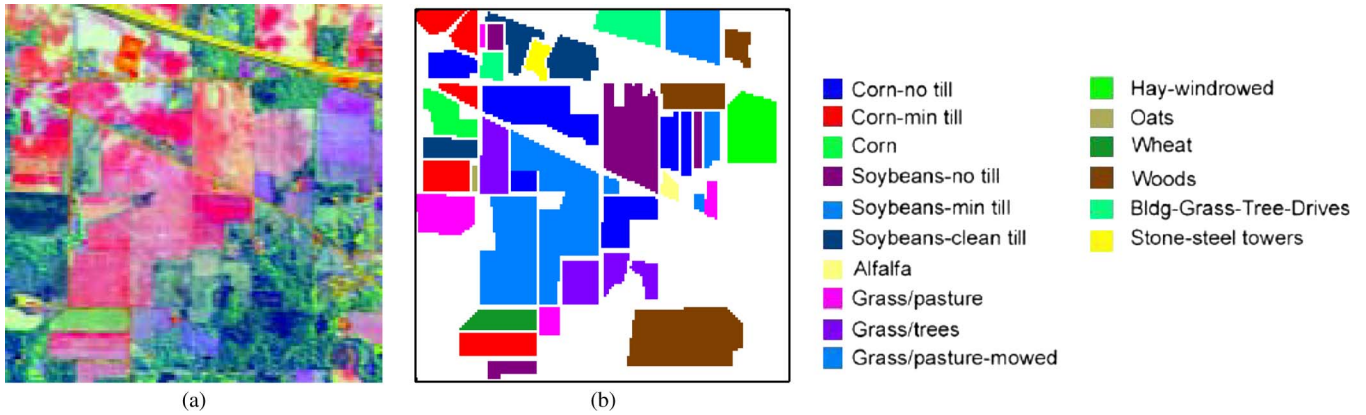 Corn-no till
Corn-min till
Corn
Soybeans-no till
Soybeans-min till
Soybeans-clean till
Alfalfa
Grass/pasture
Grass/trees
Grass/pasture-mowed
Hay-windrowed
Oats
Wheat
Woods
Bldg-Grass-Tree-Drives
Stone-steel towers
(a)
(b)